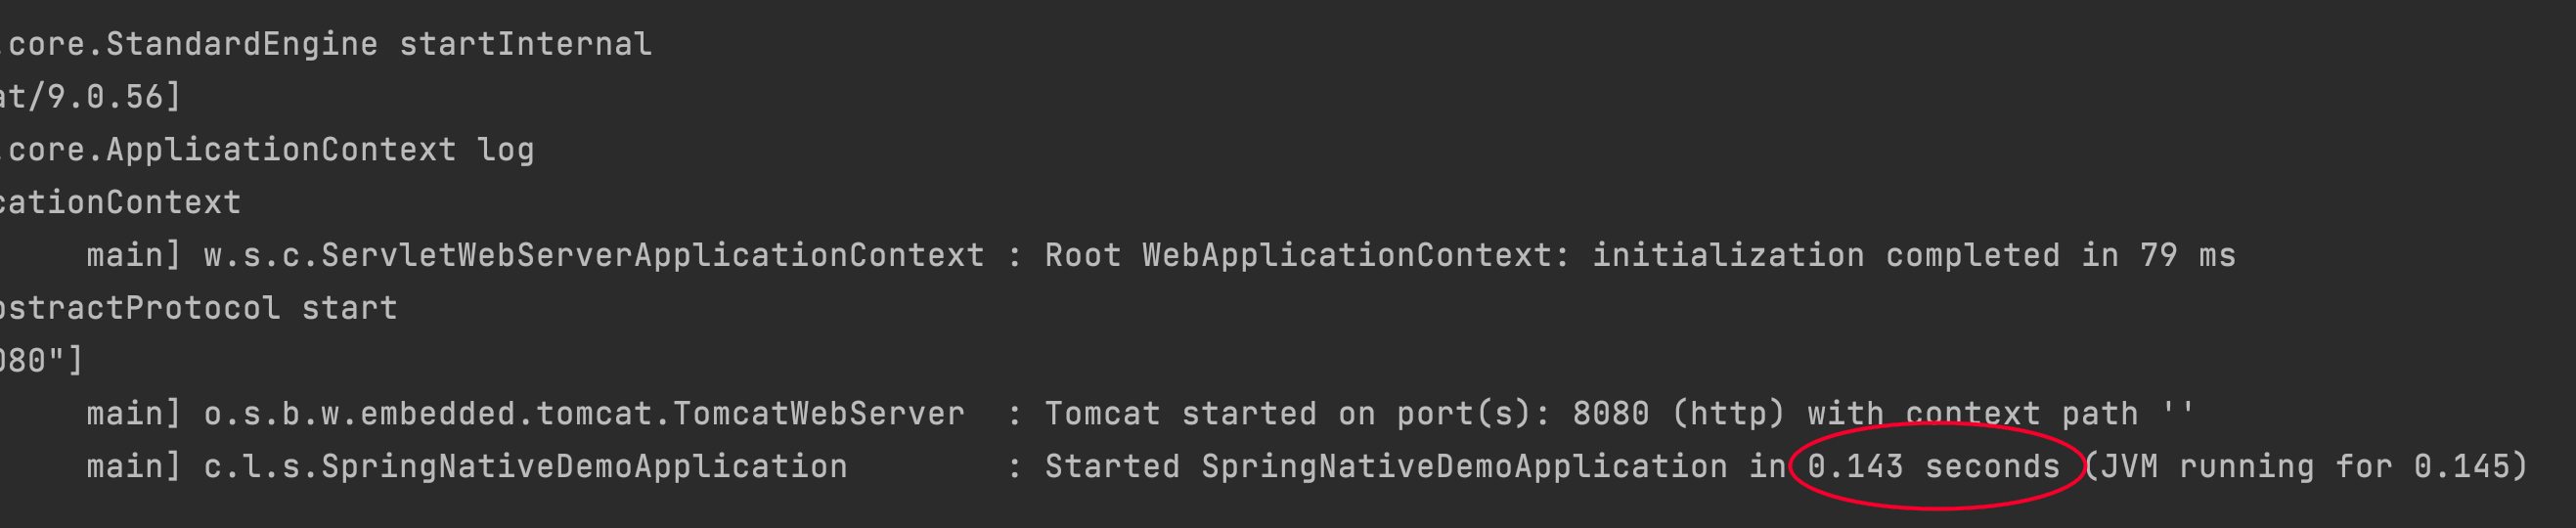 .core.StandardEngine startInternal
at/9.0.56]
.core.ApplicationContext log
cationContext
main] w.s.c.ServletWebServerApplicationContext : Root WebApplicationContext: initialization completed in 79 ms
bstractProtocol start
080"]
main] o.s.b.w.embedded.tomcat.TomcatWebServer : Tomcat started on port(s): 8080 (http) with context path ''
main] c.l.s.SpringNativeDemoApplication : Started SpringNativeDemoApplication in 0.143 seconds (JVM running for 0.145)